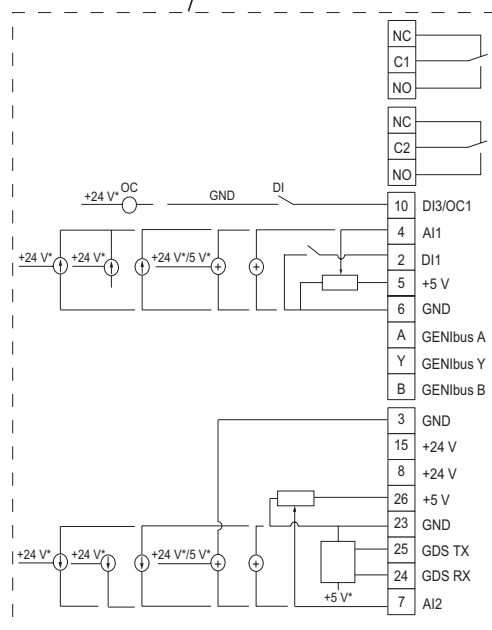 NC
C1
NO
NC
C2
NO
+24 V* OC GND DI 10 DI3/OC1
4 AI1
+24 V* +24 V* +24 V*/5 V* 2 DI1
5 +5 V
6 GND
A GENIbus A
Y GENIbus Y
B GENIbus B
3 GND
15 +24 V
8 +24 V
26 +5 V
23 GND
+24 V* +24 V* +24 V*/5 V* 25 GDS TX
24 GDS RX
+5 V* 7 AI2